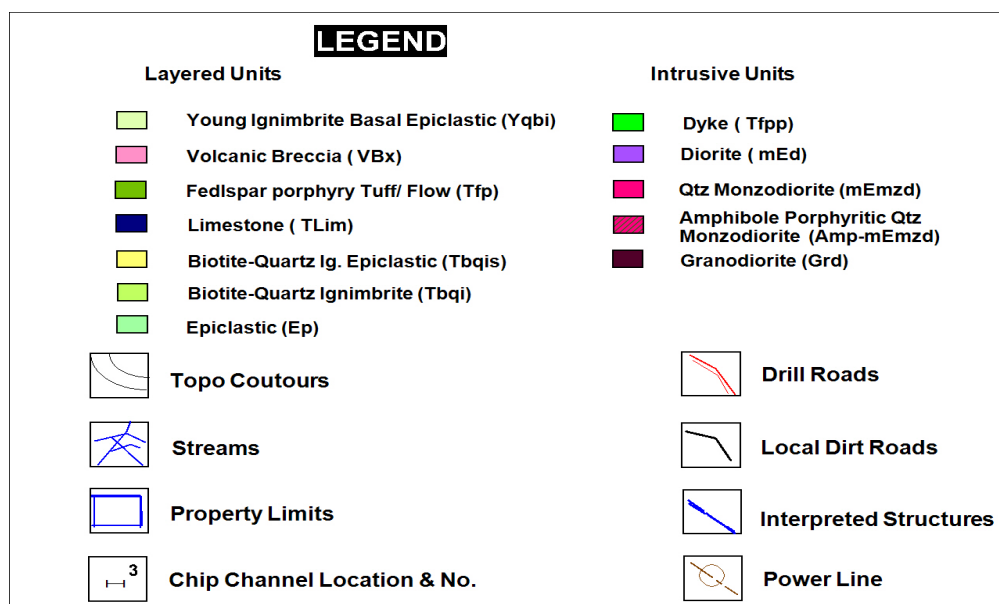 LEGEND
Layered Units
Young Ignimbrite Basal Epiclastic (Yqbi)
Volcanic Breccia ( VBx)
Fedlspar porphyry Tuff/ Flow (Tfp)
Limestone ( TLim)
Biotite-Quartz Ig. Epiclastic (Tbqis)
Biotite-Quartz Ignimbrite (Tbqi)
Epiclastic (Ep)
Intrusive Units
Dyke ( Tfpp)
Diorite ( mEd)
Qtz Monzodiorite (mEmzd)
Amphibole Porphyritic Qtz
Monzodiorite (Amp-mEmzd)
Granodiorite (Grd)
Topo Coutours
Streams
Property Limits
3
Chip Channel Location & No.
Drill Roads
Local Dirt Roads
Interpreted Structures
Power Line